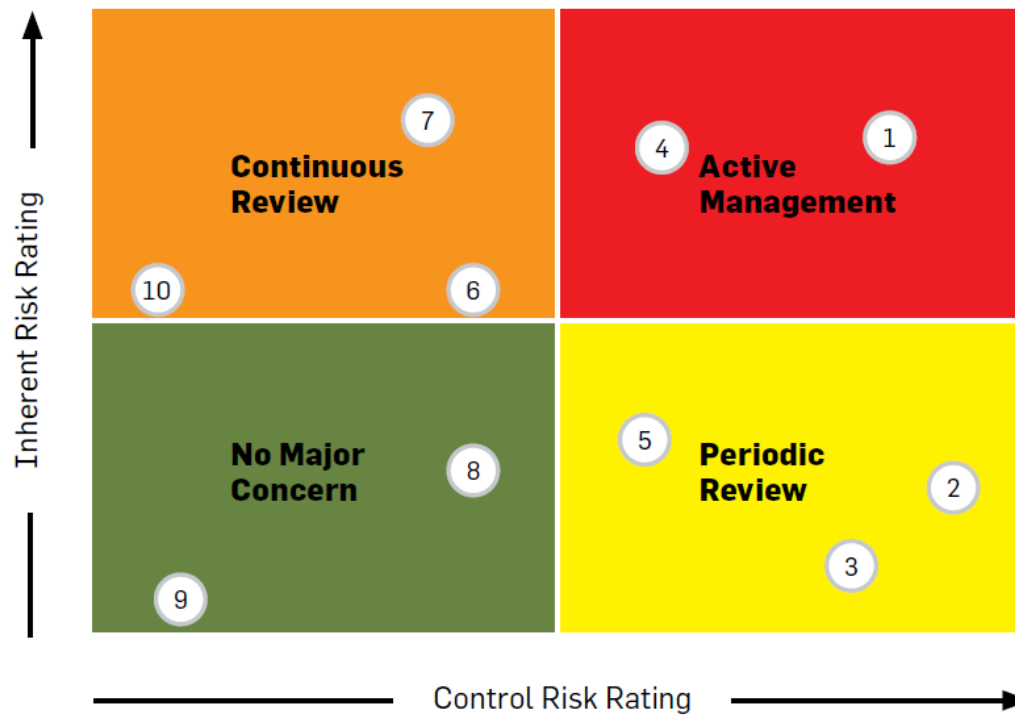 7
4
1
Continuous
Review
Active
Management
10
6
Inherent Risk Rating
No Major
Concern
8
5
Periodic
Review
2
3
9
Control Risk Rating